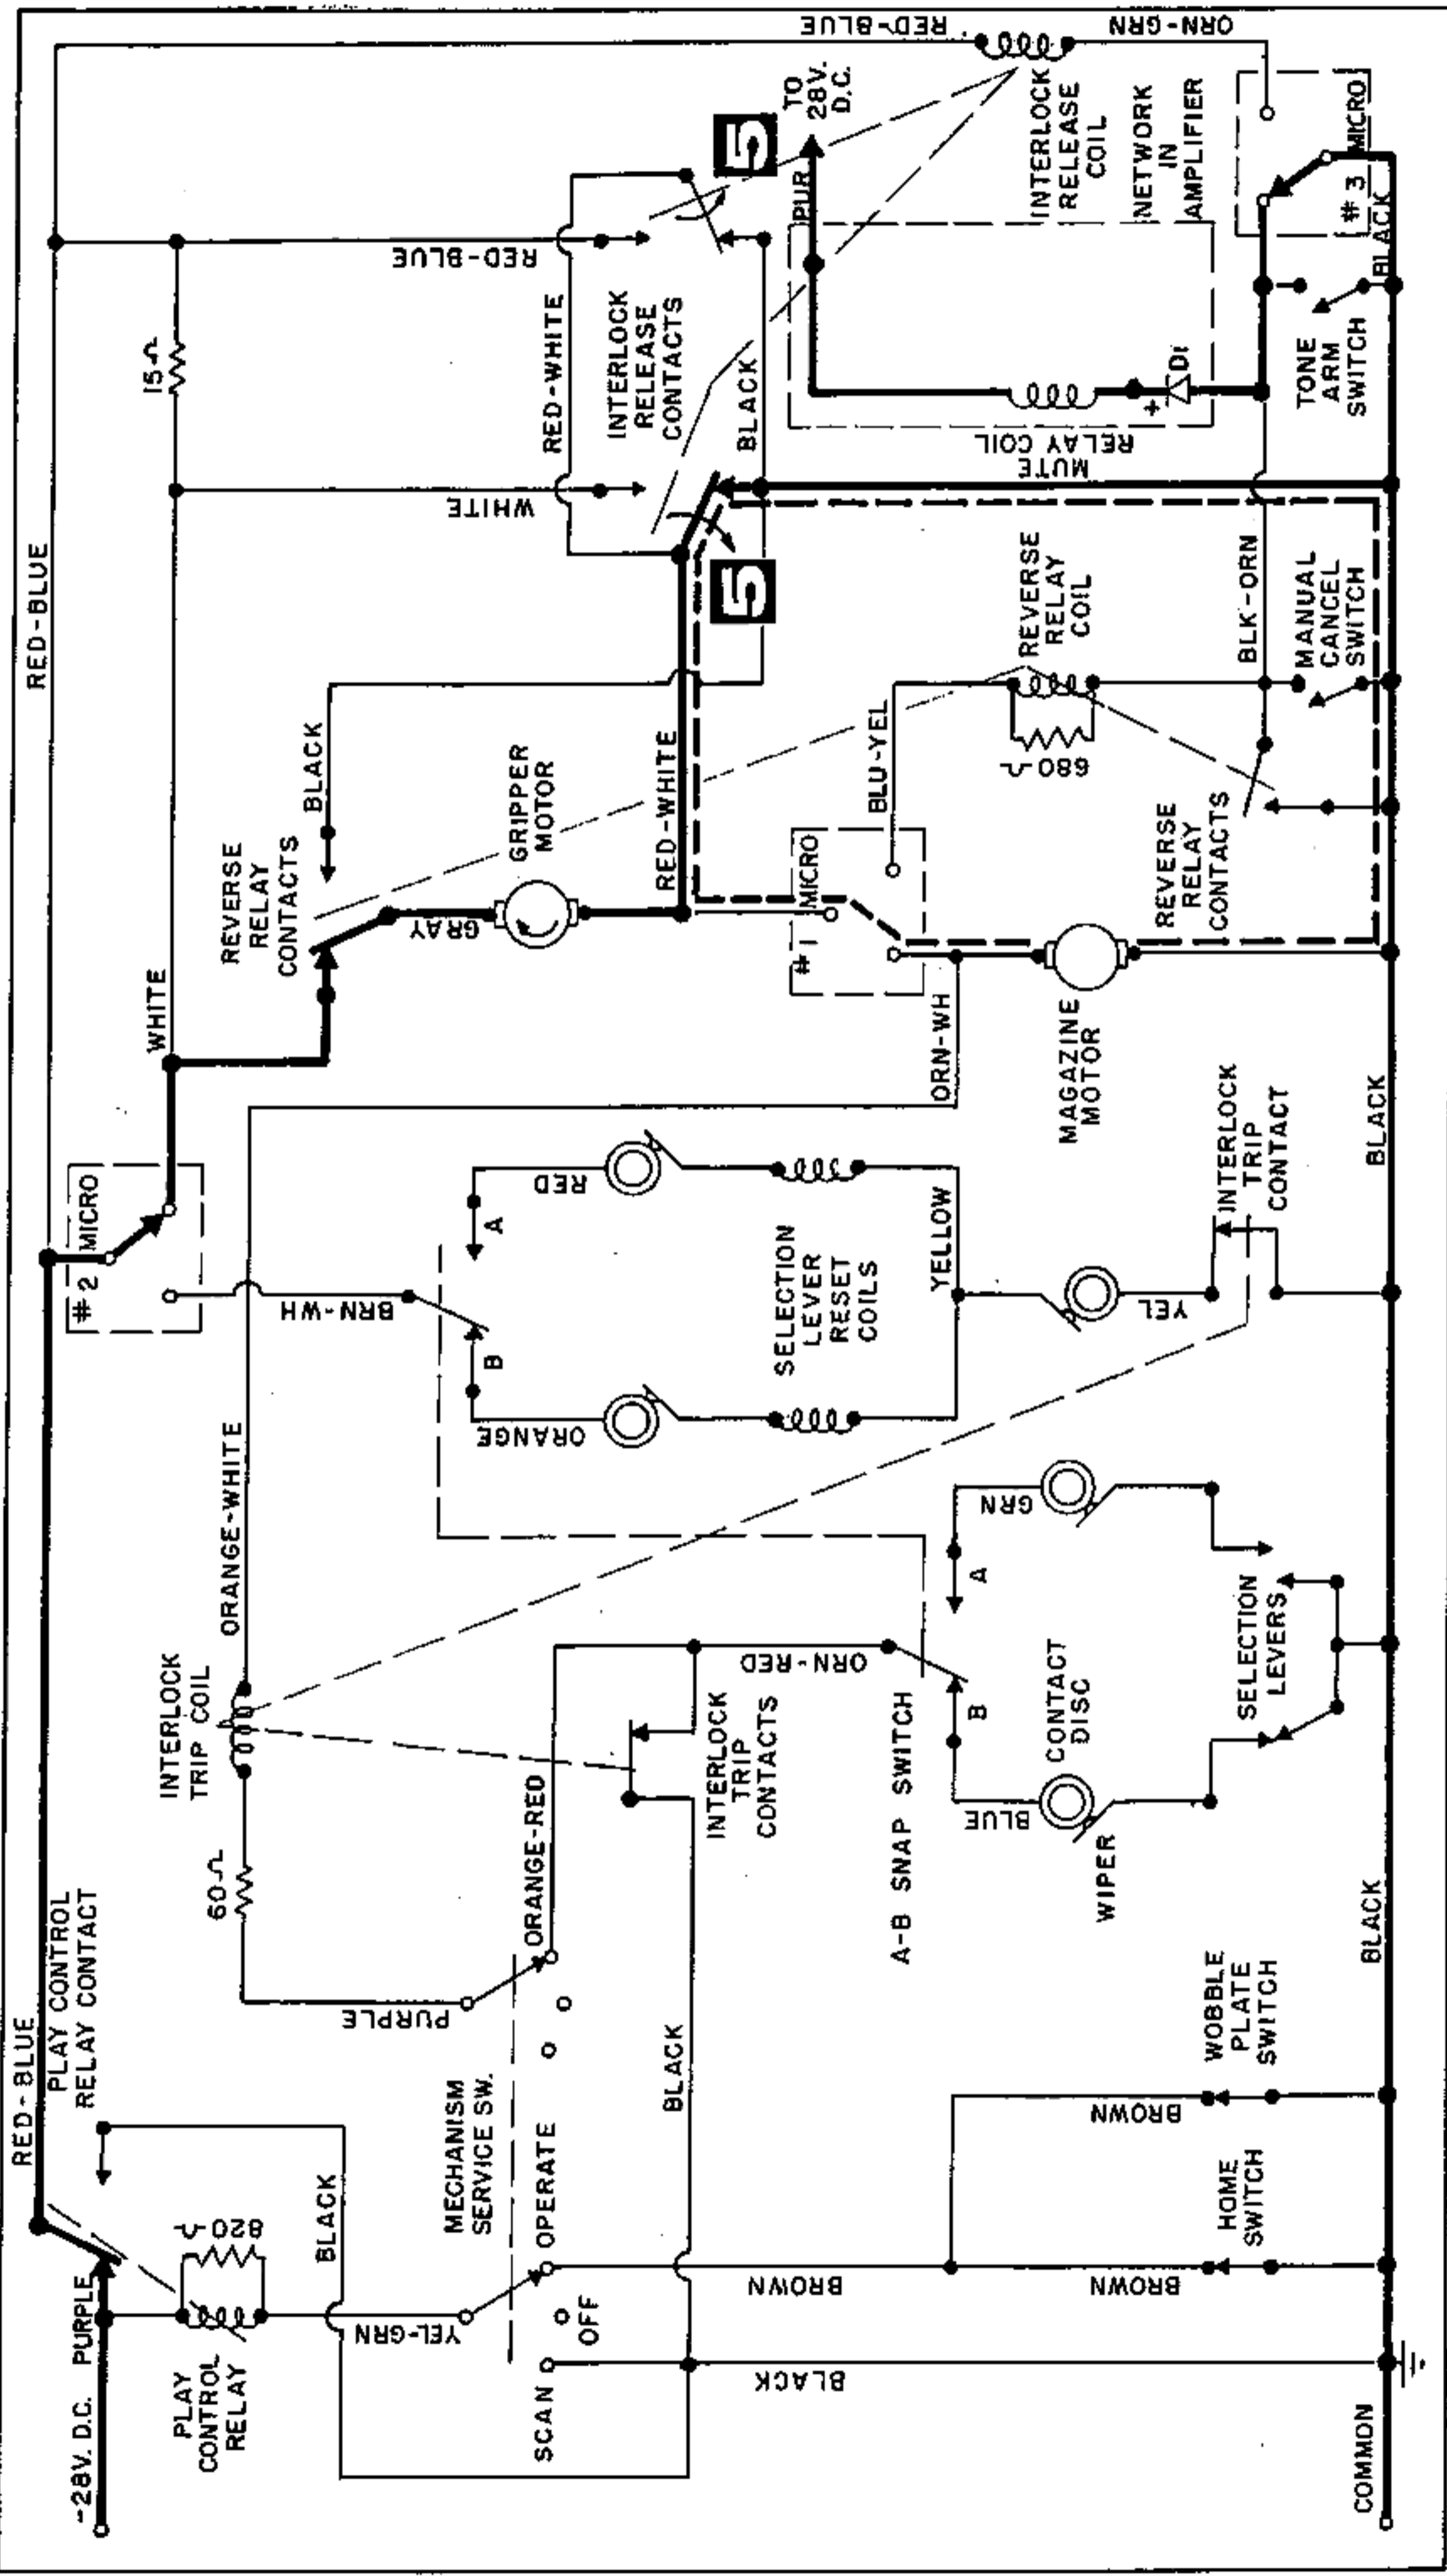 RED-BLUE
RED-BLUE
RED-BLUE
ORN-GRN
-28V. D.C.
PURPLE
PLAY CONTROL
RELAY CONTACT
820Ω
PLAY
CONTROL
RELAY
BLACK
YEL-GRN
MECHANISM
SERVICE SW.
SCAN
OFF
OPERATE
PURPLE
60Ω
INTERLOCK
TRIP COIL
ORANGE-WHITE
ORANGE-RED
BLACK
INTERLOCK
TRIP
CONTACTS
ORN-RED
BLACK
BROWN
BROWN
BROWN
HOME
SWITCH
WOBBLE
PLATE
SWITCH
COMMON
BLACK
A-B SNAP SWITCH
B
A
BLUE
CONTACT
DISC
WIPER
GRN
SELECTION
LEVERS
#2
MICRO
BRN-WH
B
A
ORANGE
RED
SELECTION
LEVER
RESET
COILS
YELLOW
YEL
INTERLOCK
TRIP
CONTACT
BLACK
WHITE
REVERSE
RELAY
CONTACTS
BLACK
GRAY
GRIPPER
MOTOR
RED-WHITE
ORN-WH
#1
MICRO
MAGAZINE
MOTOR
BLU-YEL
680Ω
REVERSE
RELAY
COIL
REVERSE
RELAY
CONTACTS
BLK-ORN
MANUAL
CANCEL
SWITCH
15Ω
WHITE
RED-BLUE
RED-WHITE
INTERLOCK
RELEASE
CONTACTS
BLACK
5
5
MUTE
RELAY COIL
+
D1
PUR
TO
28V.
D.C.
INTERLOCK
RELEASE
COIL
NETWORK
IN
AMPLIFIER
TONE
ARM
SWITCH
#3
MICRO
BLACK